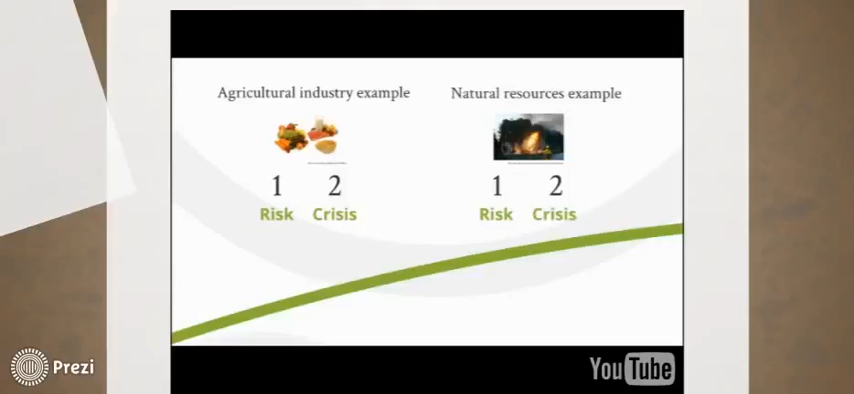 Agricultural industry example
Natural resources example
1 2
Risk Crisis
1 2
Risk Crisis
Prezi
YouTube